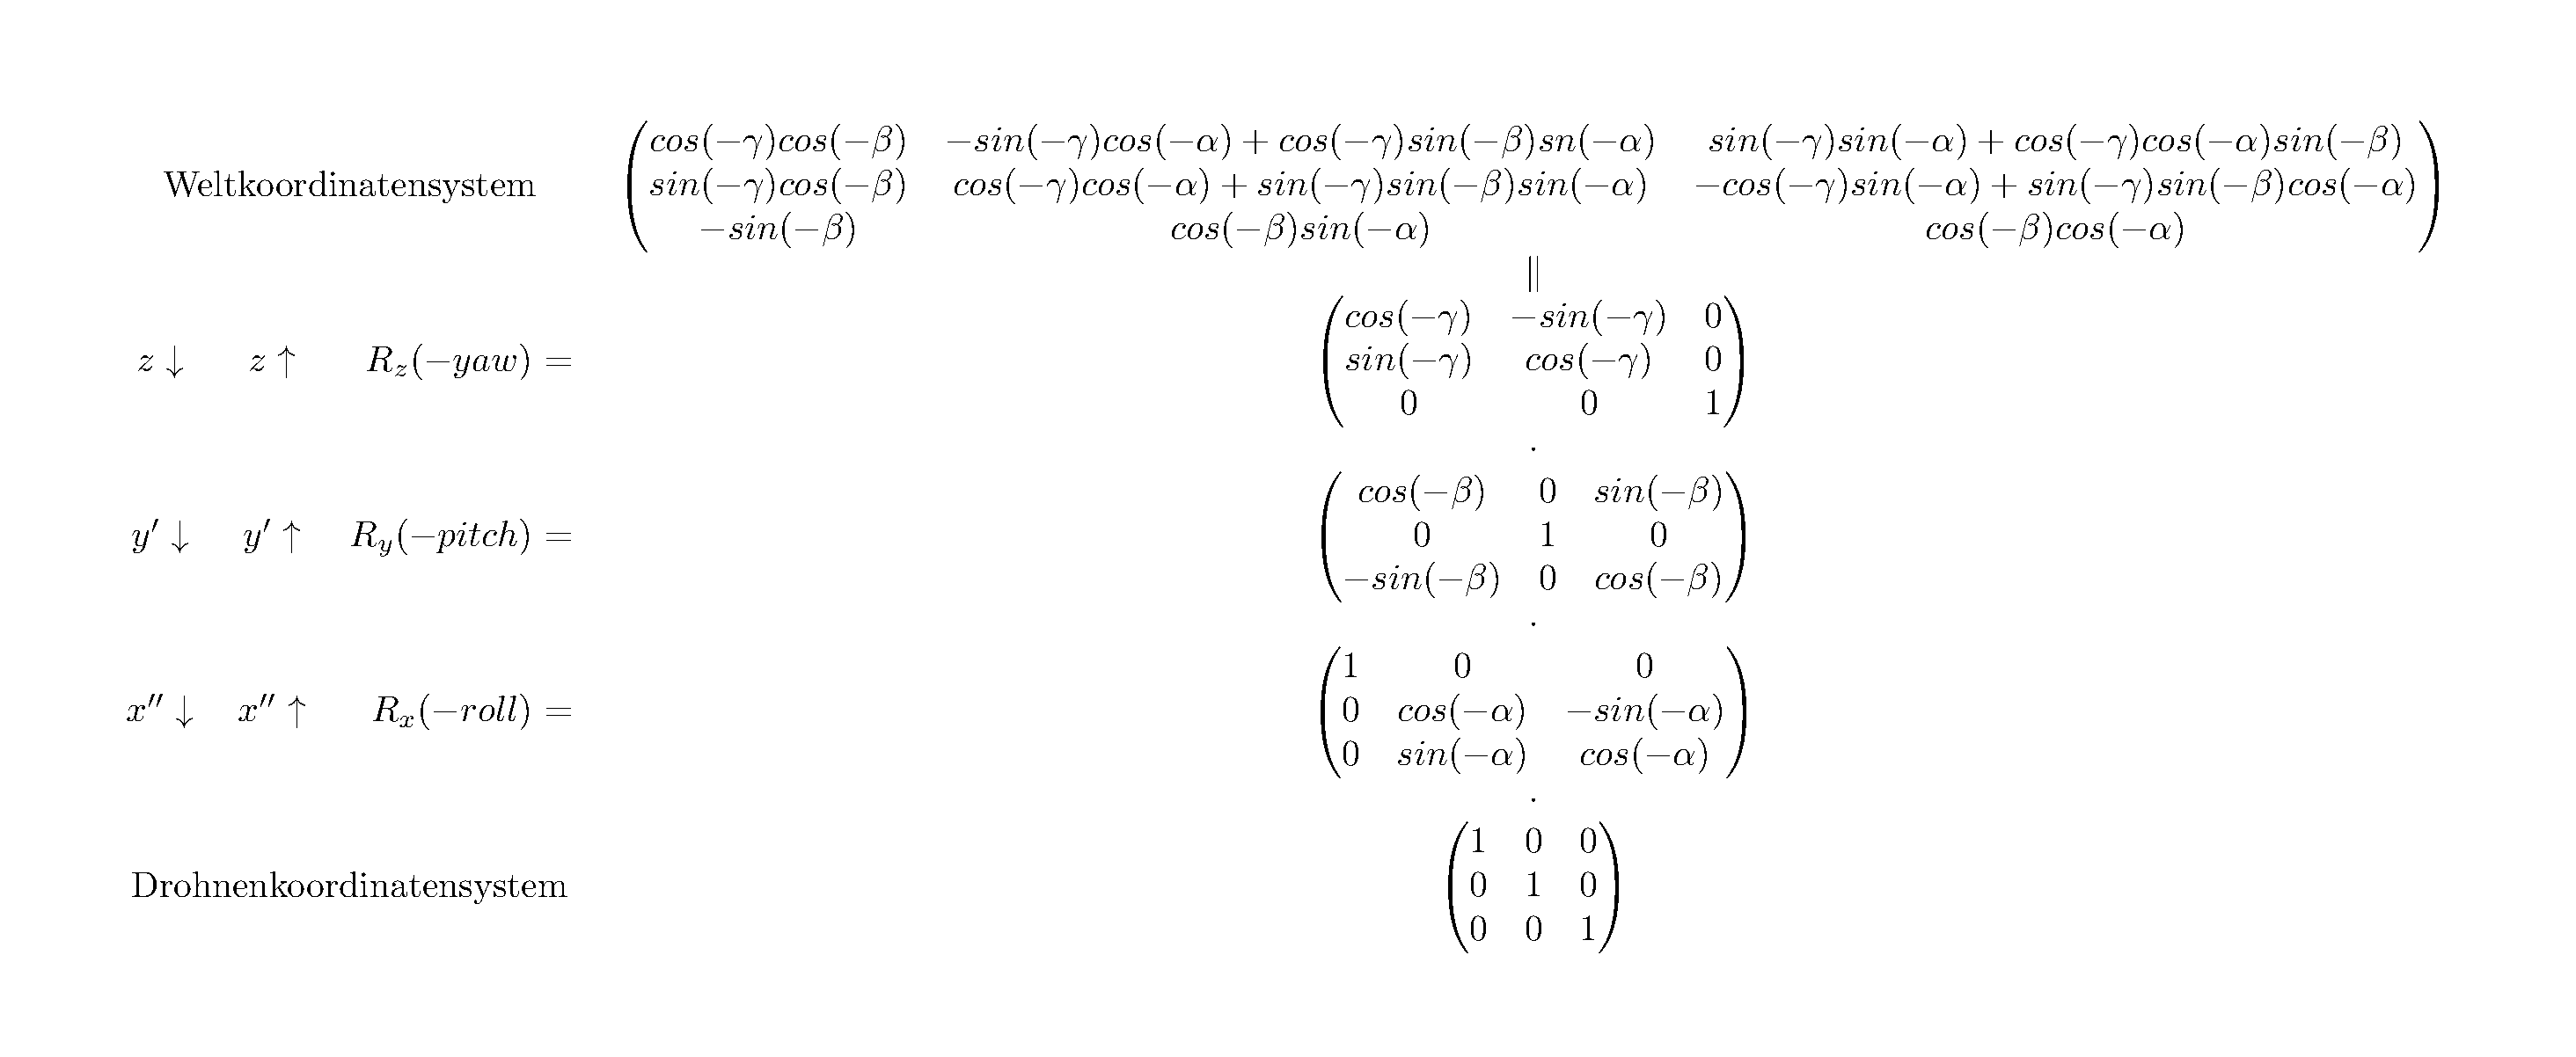 cos(−γ)cos(−β) −sin(−γ)cos(−α) + cos(−γ)sin(−β)sn(−α) sin(−γ)sin(−α) + cos(−γ)cos(−α)sin(−β)
Weltkoordinatensystem sin(−γ)cos(−β) cos(−γ)cos(−α) + sin(−γ)sin(−β)sin(−α) −cos(−γ)sin(−α) + sin(−γ)sin(−β)cos(−α)
−sin(−β) cos(−β)sin(−α) cos(−β)cos(−α)
∥
cos(−γ) −sin(−γ) 0
z ↓ z ↑ R_z(−yaw) = sin(−γ) cos(−γ) 0
0 0 1
·
cos(−β) 0 sin(−β)
y′ ↓ y′ ↑ R_y(−pitch) = 0 1 0
−sin(−β) 0 cos(−β)
·
1 0 0
x″ ↓ x″ ↑ R_x(−roll) = 0 cos(−α) −sin(−α)
0 sin(−α) cos(−α)
·
1 0 0
Drohnenkoordinatensystem 0 1 0
0 0 1